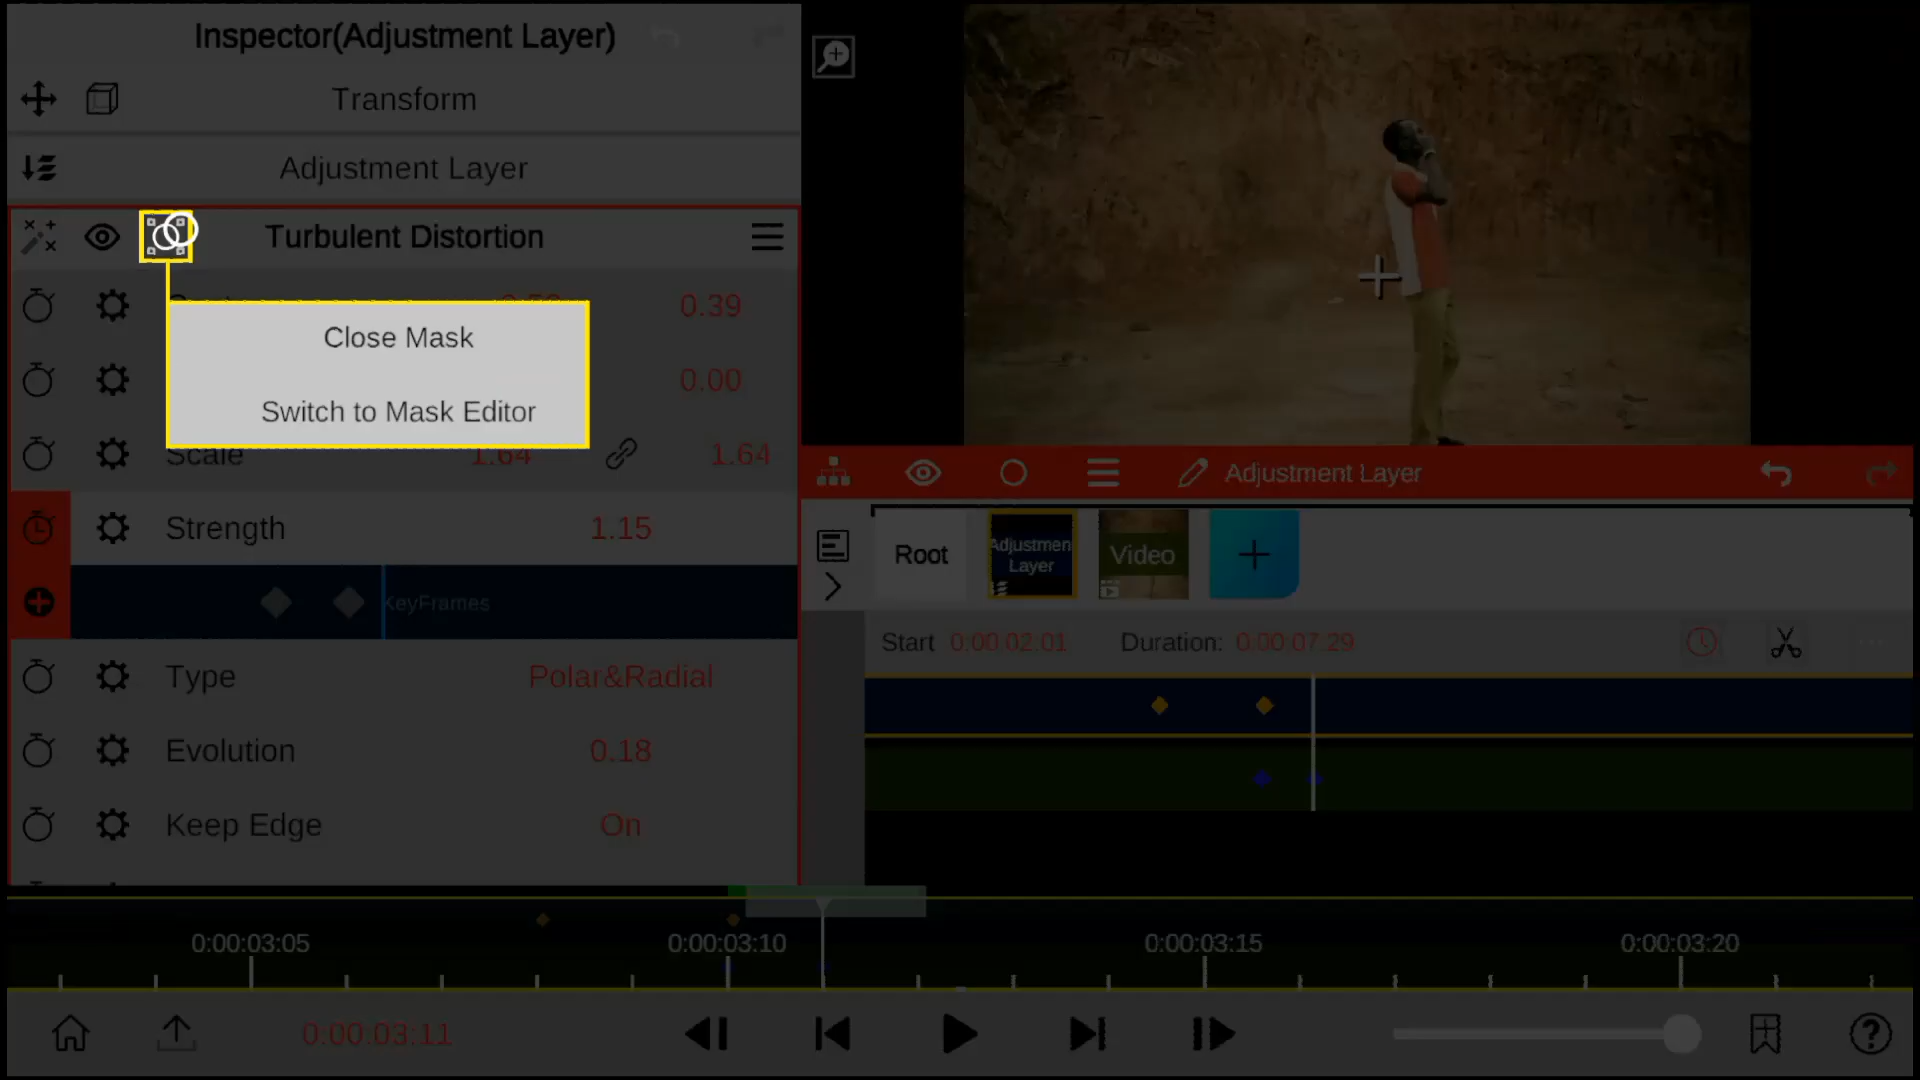 Inspector(Adjustment Layer)
Transform
Adjustment Layer
Turbulent Distortion
0.39
Close Mask
0.00
Switch to Mask Editor
Scale 1.64 1.64
Strength 1.15
KeyFrames
Type Polar&Radial
Evolution 0.18
Keep Edge On
Adjustment Layer
Root
Adjustment
Layer
Video
Start 0:00:02:01 Duration: 0:00:07:29
0:00:03:05 0:00:03:10 0:00:03:15 0:00:03:20
0:00:03:11